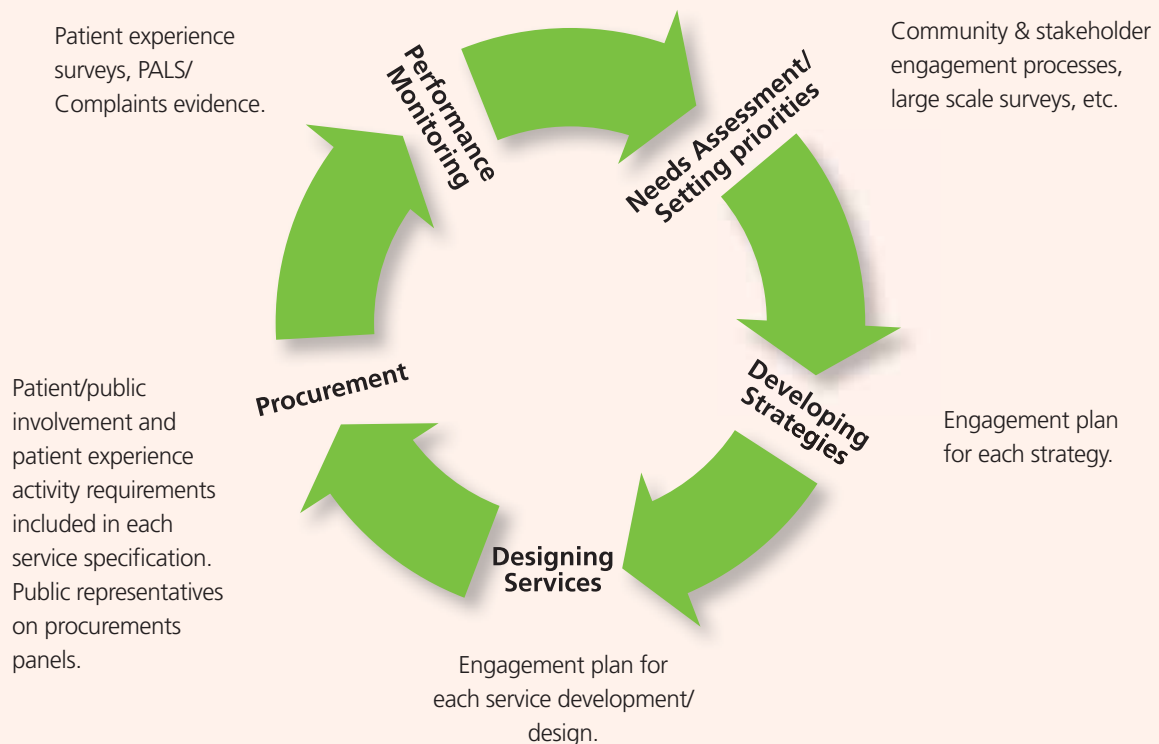 Patient experience
surveys, PALS/
Complaints evidence.
Performance
Monitoring
Needs Assessment/
Setting priorities
Community & stakeholder
engagement processes,
large scale surveys, etc.
Developing
Strategies
Engagement plan
for each strategy.
Designing
Services
Engagement plan for
each service development/
design.
Procurement
Patient/public
involvement and
patient experience
activity requirements
included in each
service specification.
Public representatives
on procurements
panels.